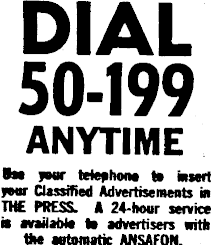 DIAL
50-199
ANYTIME
Use your telephone to insert
your Classified Advertisements in
THE PRESS. A 24-hour service
is available to advertisers with
the automatic ANSAFON.